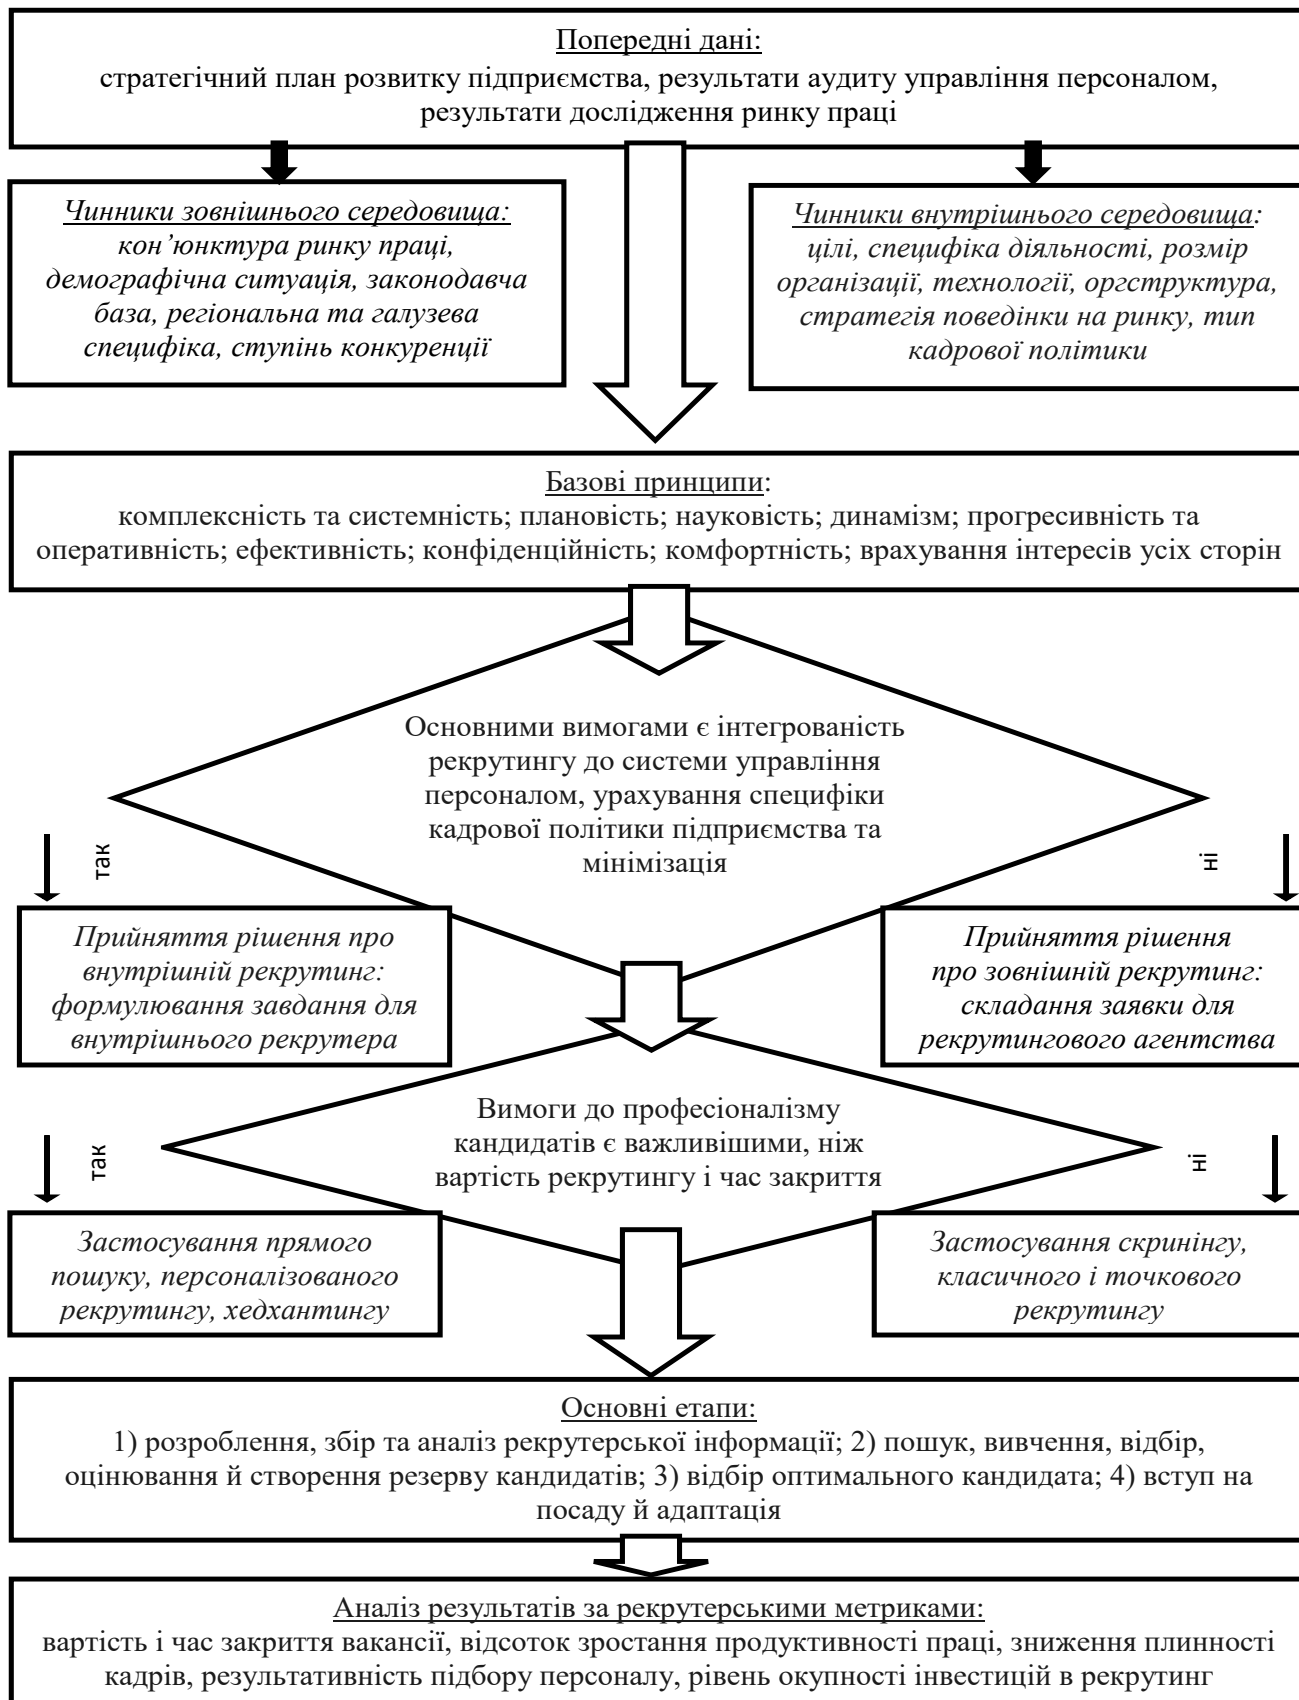 Попередні дані:
стратегічний план розвитку підприємства, результати аудиту управління персоналом,
результати дослідження ринку праці
Чинники зовнішнього середовища:
кон’юнктура ринку праці,
демографічна ситуація, законодавча
база, регіональна та галузева
специфіка, ступінь конкуренції
Чинники внутрішнього середовища:
цілі, специфіка діяльності, розмір
організації, технології, оргструктура,
стратегія поведінки на ринку, тип
кадрової політики
Базові принципи:
комплексність та системність; плановість; науковість; динамізм; прогресивність та
оперативність; ефективність; конфіденційність; комфортність; врахування інтересів усіх сторін
Основними вимогами є інтегрованість
рекрутингу до системи управління
персоналом, урахування специфіки
кадрової політики підприємства та
мінімізація
так
ні
Прийняття рішення про
внутрішній рекрутинг:
формулювання завдання для
внутрішнього рекрутера
Прийняття рішення
про зовнішній рекрутинг:
складання заявки для
рекрутингового агентства
Вимоги до професіоналізму
кандидатів є важливішими, ніж
вартість рекрутингу і час закриття
так
ні
Застосування прямого
пошуку, персоналізованого
рекрутингу, хедхантингу
Застосування скринінгу,
класичного і точкового
рекрутингу
Основні етапи:
1) розроблення, збір та аналіз рекрутерської інформації; 2) пошук, вивчення, відбір,
оцінювання й створення резерву кандидатів; 3) відбір оптимального кандидата; 4) вступ на
посаду й адаптація
Аналіз результатів за рекрутерськими метриками:
вартість і час закриття вакансії, відсоток зростання продуктивності праці, зниження плинності
кадрів, результативність підбору персоналу, рівень окупності інвестицій в рекрутинг